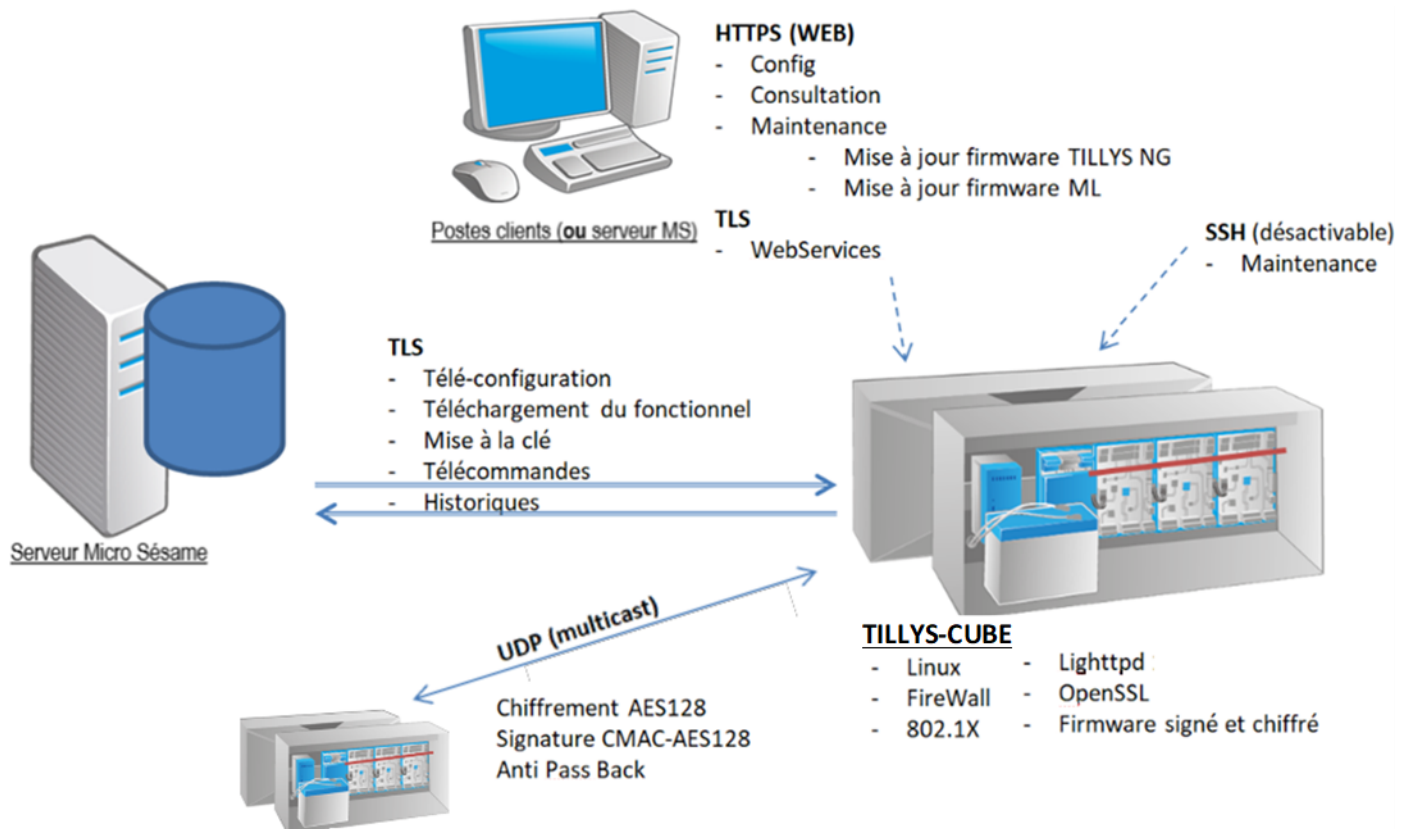 HTTPS (WEB)
- Config
- Consultation
- Maintenance
- Mise à jour firmware TILLYS NG
- Mise à jour firmware ML
Postes clients (ou serveur MS)
TLS
- WebServices
SSH (désactivable)
- Maintenance
TLS
- Télé-configuration
- Téléchargement du fonctionnel
- Mise à la clé
- Télécommandes
- Historiques
Serveur Micro Sésame
UDP (multicast)
Chiffrement AES128
Signature CMAC-AES128
Anti Pass Back
TILLYS-CUBE
- Linux
- FireWall
- 802.1X
- Lighttpd
- OpenSSL
- Firmware signé et chiffré